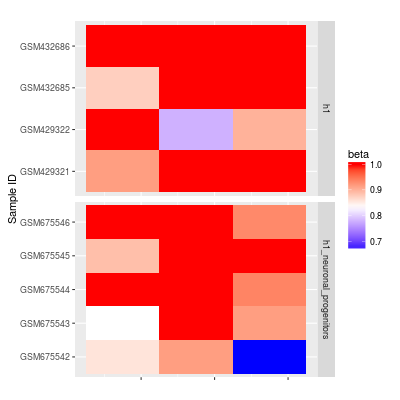 Sample ID
GSM432686
GSM432685
GSM429322
GSM429321
h1
GSM675546
GSM675545
GSM675544
GSM675543
GSM675542
h1_neuronal_progenitors
beta
1.0
0.9
0.8
0.7